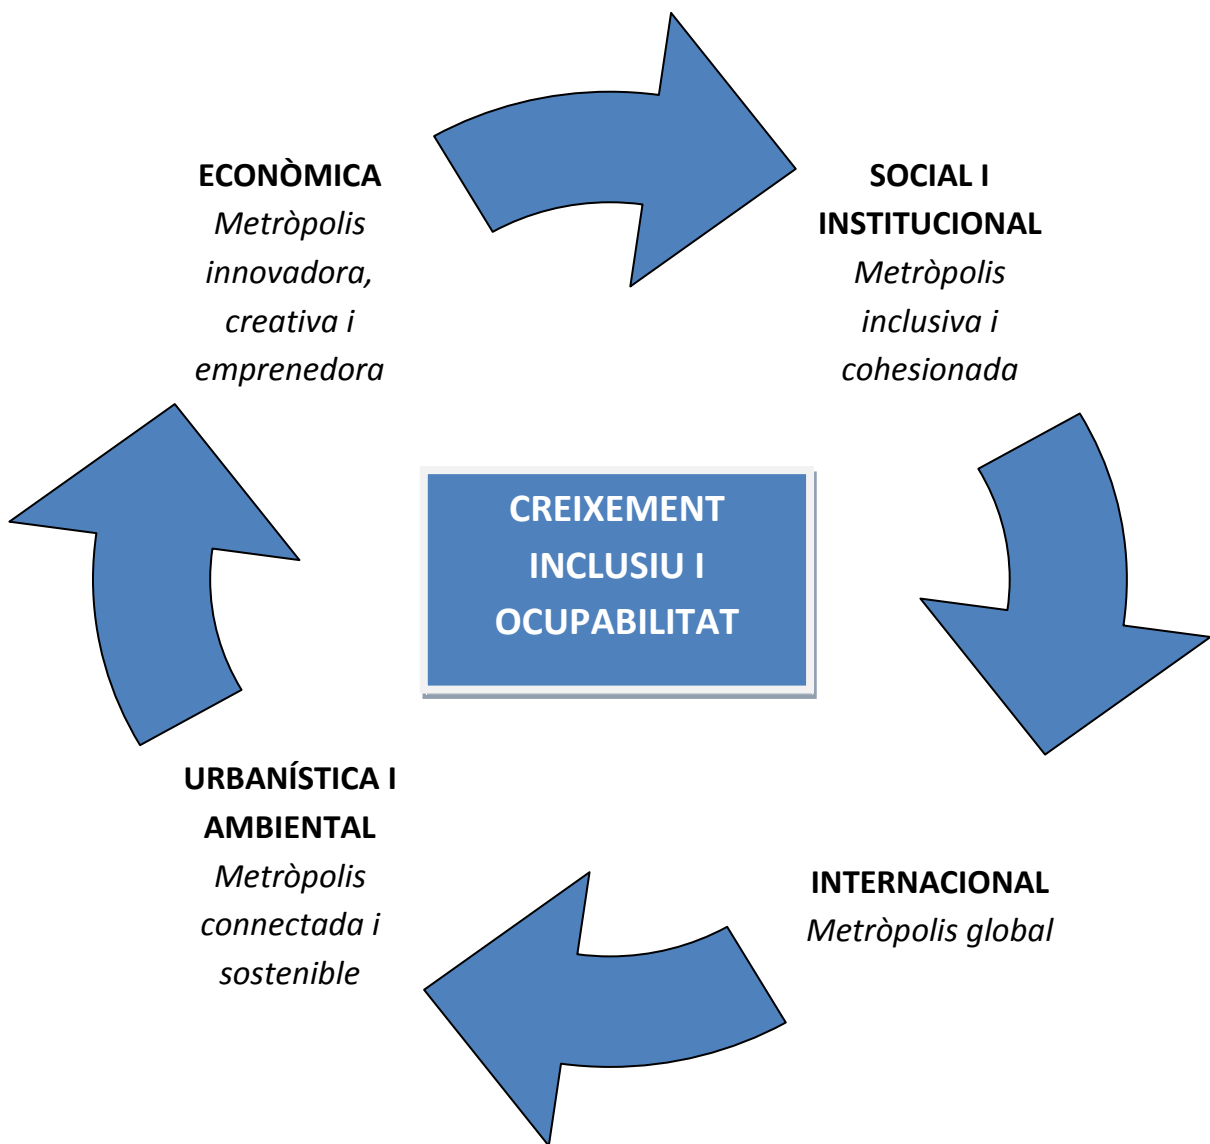 ECONÒMICA
Metròpolis
innovadora,
creativa i
emprenedora
SOCIAL I
INSTITUCIONAL
Metròpolis
inclusiva i
cohesionada
CREIXEMENT
INCLUSIU I
OCUPABILITAT
URBANÍSTICA I
AMBIENTAL
Metròpolis
connectada i
sostenible
INTERNACIONAL
Metròpolis global